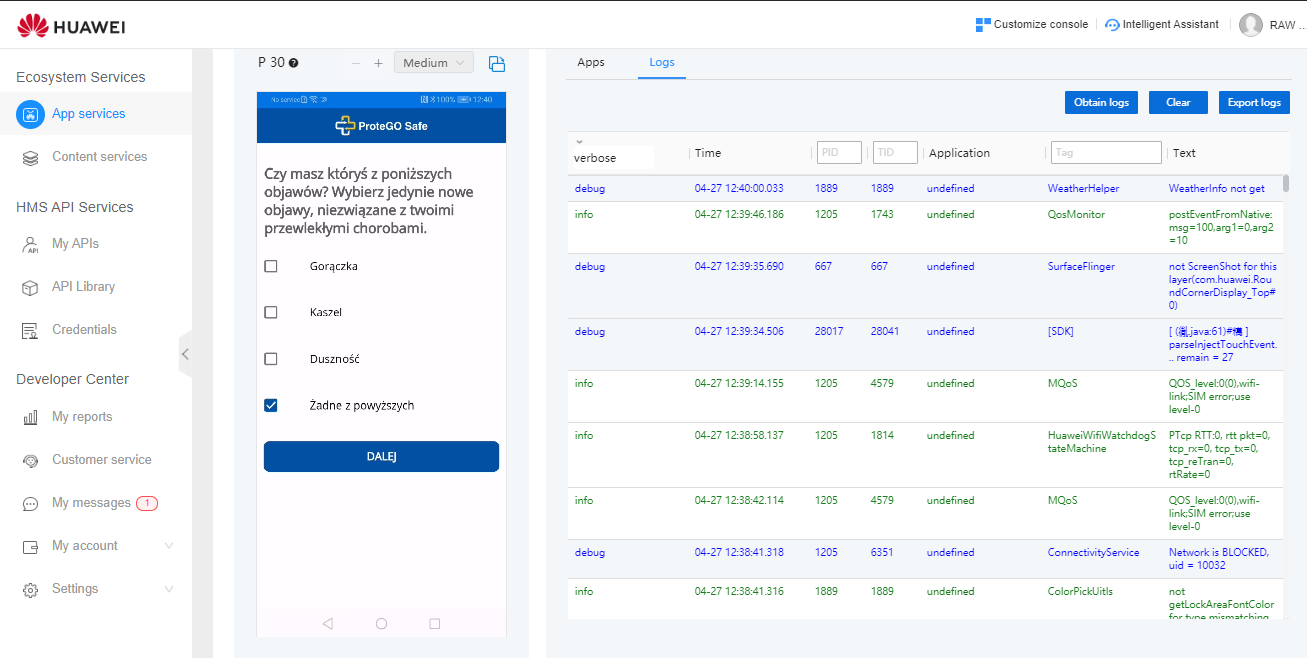 HUAWEI
Customize console
Intelligent Assistant
RAW ...
Ecosystem Services
App services
Content services
HMS API Services
My APIs
API Library
Credentials
Developer Center
My reports
Customer service
My messages 1
My account
Settings
P 30 ?
− +
Medium
No service 100% 12:40
ProteGO Safe
Czy masz któryś z poniższych
objawów? Wybierz jedynie nowe
objawy, niezwiązane z twoimi
przewlekłymi chorobami.
Gorączka
Kaszel
Duszność
Żadne z powyższych
DALEJ
Apps Logs
Obtain logs Clear Export logs
verbose Time PID TID Application Tag Text
debug 04-27 12:40:00.033 1889 1889 undefined WeatherHelper WeatherInfo not get
info 04-27 12:39:46.186 1205 1743 undefined QosMonitor postEventFromNative:
msg=100,arg1=0,arg2
=10
debug 04-27 12:39:35.690 667 667 undefined SurfaceFlinger not ScreenShot for this
layer(com.huawei.Rou
ndCornerDisplay_Top#
0)
debug 04-27 12:39:34.506 28017 28041 undefined [SDK] java:61)#
parseInjectTouchEvent.
.. remain = 27
info 04-27 12:39:14.155 1205 4579 undefined MQoS QOS_level:0(0),wifi-
link;SIM error;use
level-0
info 04-27 12:38:58.137 1205 1814 undefined HuaweiWifiWatchdogS PTcp RTT:0, rtt pkt=0,
tateMachine tcp_rx=0, tcp_tx=0,
tcp_reTran=0,
rtRate=0
info 04-27 12:38:42.114 1205 4579 undefined MQoS QOS_level:0(0),wifi-
link;SIM error;use
level-0
debug 04-27 12:38:41.318 1205 6351 undefined ConnectivityService Network is BLOCKED,
uid = 10032
info 04-27 12:38:41.316 1889 1889 undefined ColorPickUitls not
getLockAreaFontColor
for type mismatching